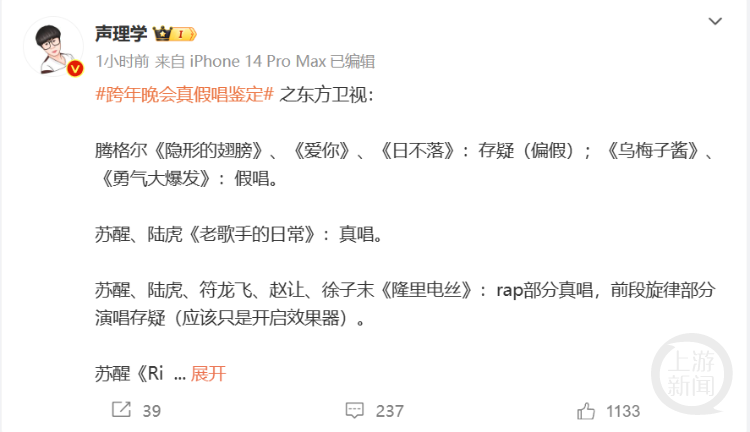 声理学 I
1小时前 来自 iPhone 14 Pro Max 已编辑
#跨年晚会真假唱鉴定# 之东方卫视：
腾格尔《隐形的翅膀》、《爱你》、《日不落》：存疑（偏假）；《乌梅子酱》、
《勇气大爆发》：假唱。
苏醒、陆虎《老歌手的日常》：真唱。
苏醒、陆虎、符龙飞、赵让、徐子末《隆里电丝》：rap部分真唱，前段旋律部分
演唱存疑（应该只是开启效果器）。
苏醒《Ri ... 展开
39 237 1133
上游
新闻